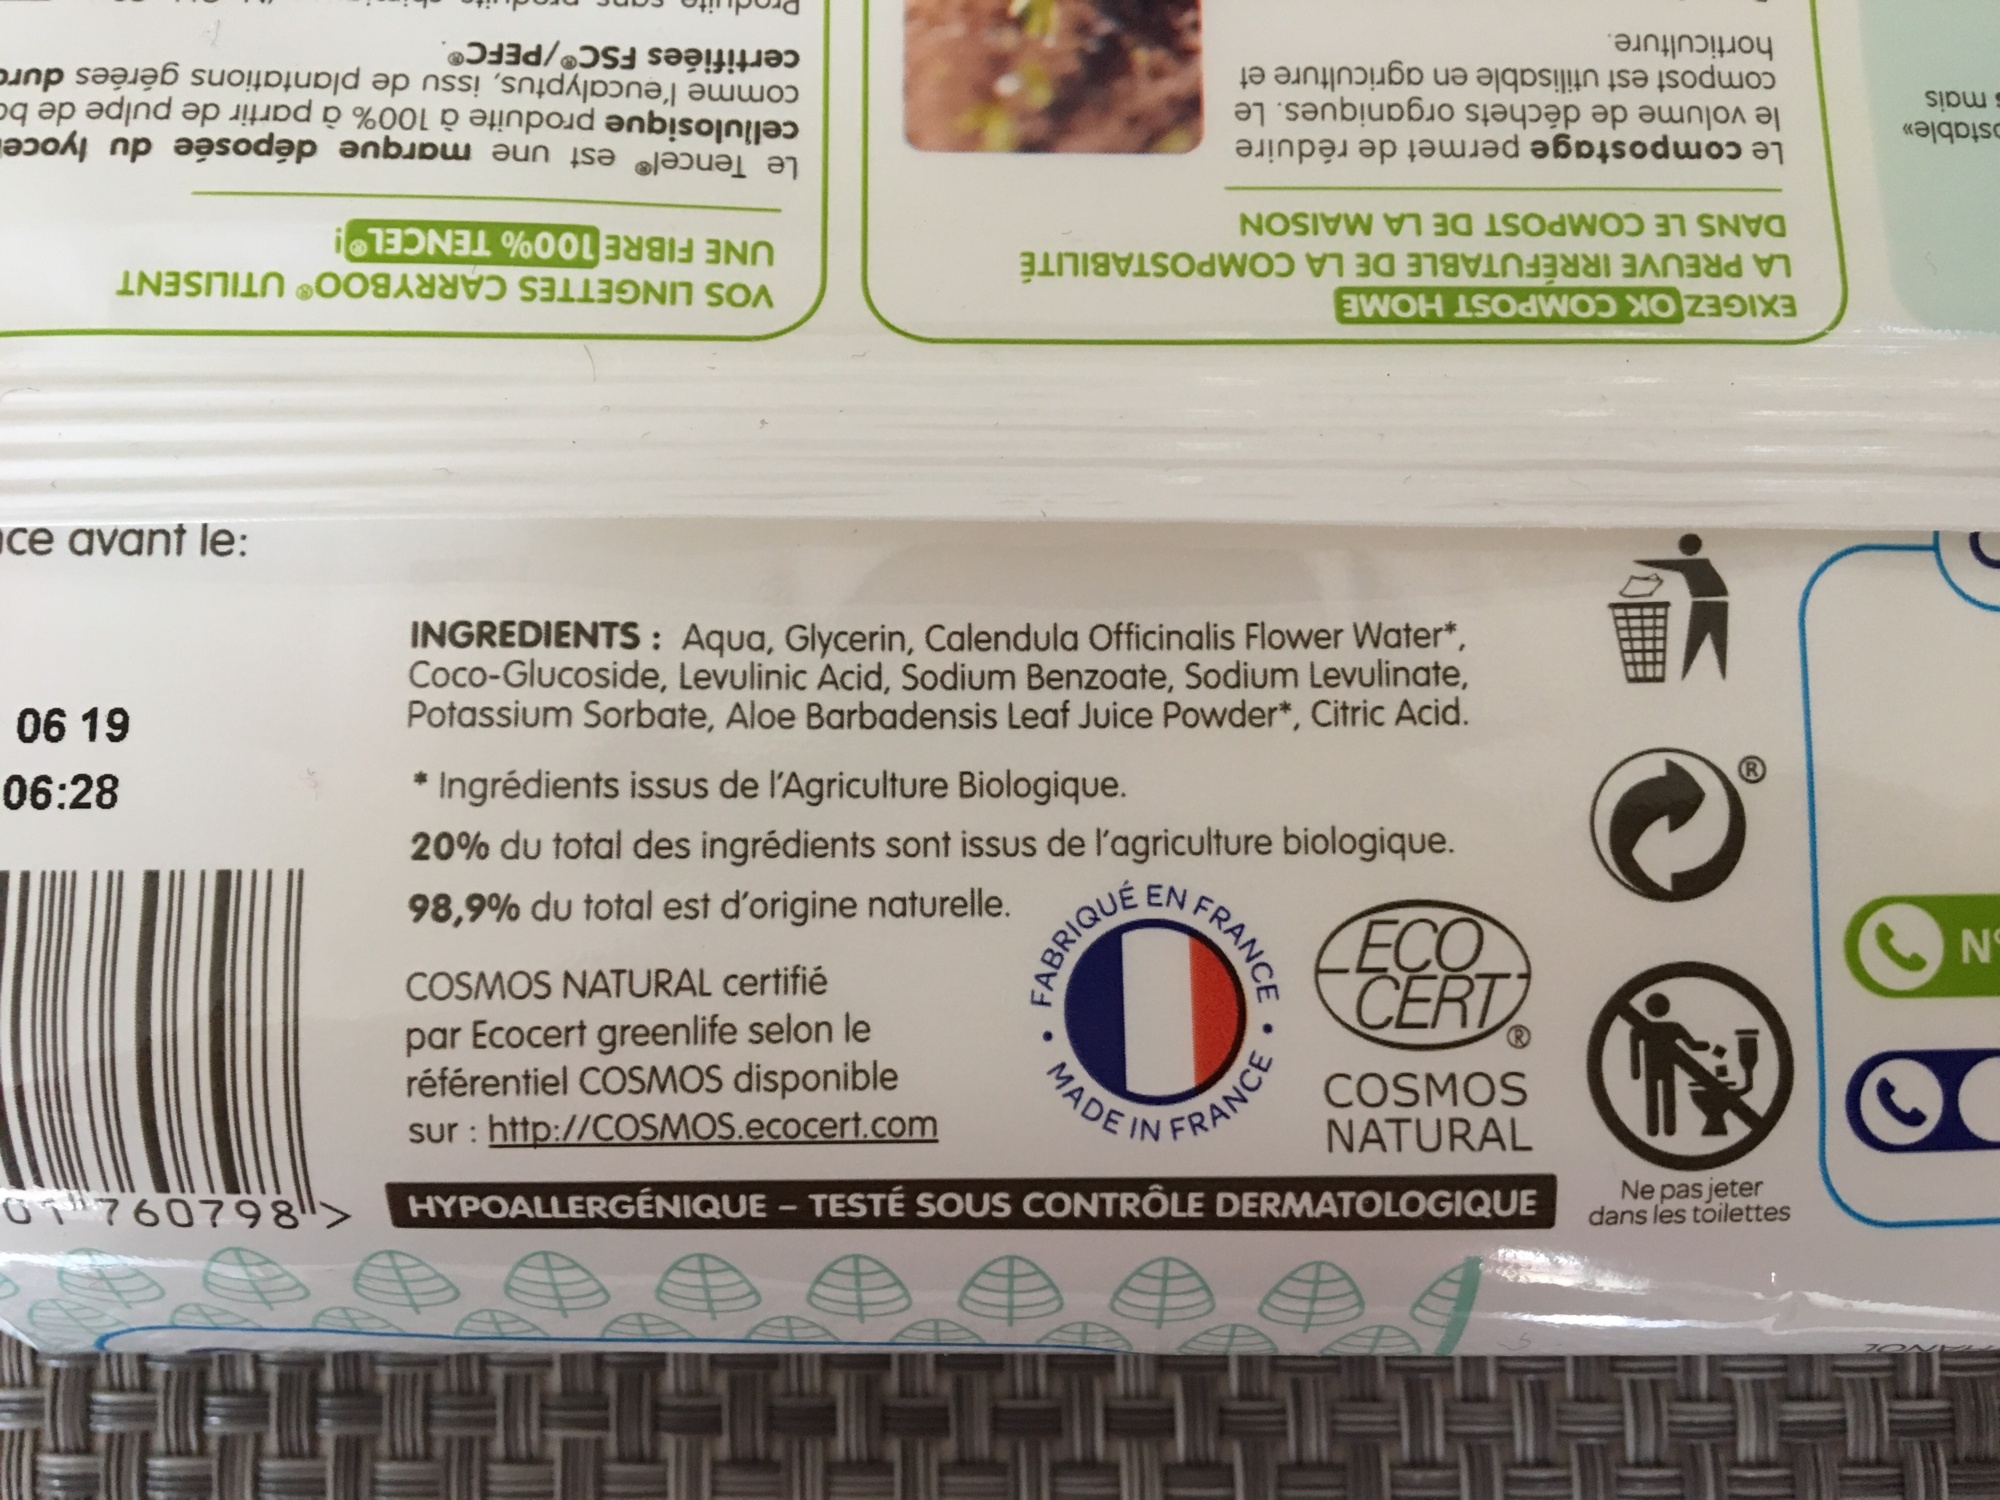 Le Tencel® est une marque déposée du
cellulosique produite à 100% à partir de pulpe de
comme l'eucalyptus, issu de plantations gérées
certifiées FSC®/PEFC®.
VOS LINGETTES CARRYBOO® UTILISENT
UNE FIBRE 100% TENCEL®!
EXIGEZ OK COMPOST HOME
LA PREUVE IRRÉFUTABLE DE LA COMPOSTABILITÉ
DANS LE COMPOST DE LA MAISON
Le compostage permet de réduire
le volume de déchets organiques. Le
compost est utilisable en agriculture et
horticulture.
mais
avant le:
06 19
06:28
760798>
INGREDIENTS : Aqua, Glycerin, Calendula Officinalis Flower Water*,
Coco-Glucoside, Levulinic Acid, Sodium Benzoate, Sodium Levulinate,
Potassium Sorbate, Aloe Barbadensis Leaf Juice Powder*, Citric Acid.
* Ingrédients issus de l'Agriculture Biologique.
20% du total des ingrédients sont issus de l'agriculture biologique.
98,9% du total est d'origine naturelle.
COSMOS NATURAL certifié
par Ecocert greenlife selon le
référentiel COSMOS disponible
sur : http://COSMOS.ecocert.com
FABRIQUÉ EN FRANCE • MADE IN FRANCE •
ECO
CERT®
COSMOS
NATURAL
HYPOALLERGÉNIQUE – TESTÉ SOUS CONTRÔLE DERMATOLOGIQUE
®
Ne pas jeter
dans les toilettes
N°